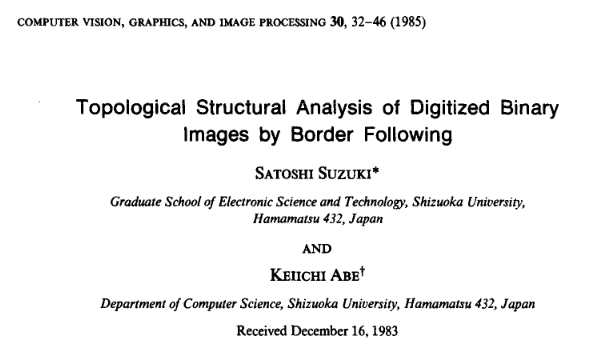 COMPUTER VISION, GRAPHICS, AND IMAGE PROCESSING 30, 32–46 (1985)
Topological Structural Analysis of Digitized Binary
Images by Border Following
SATOSHI SUZUKI*
Graduate School of Electronic Science and Technology, Shizuoka University,
Hamamatsu 432, Japan
AND
KEIICHI ABE†
Department of Computer Science, Shizuoka University, Hamamatsu 432, Japan
Received December 16, 1983